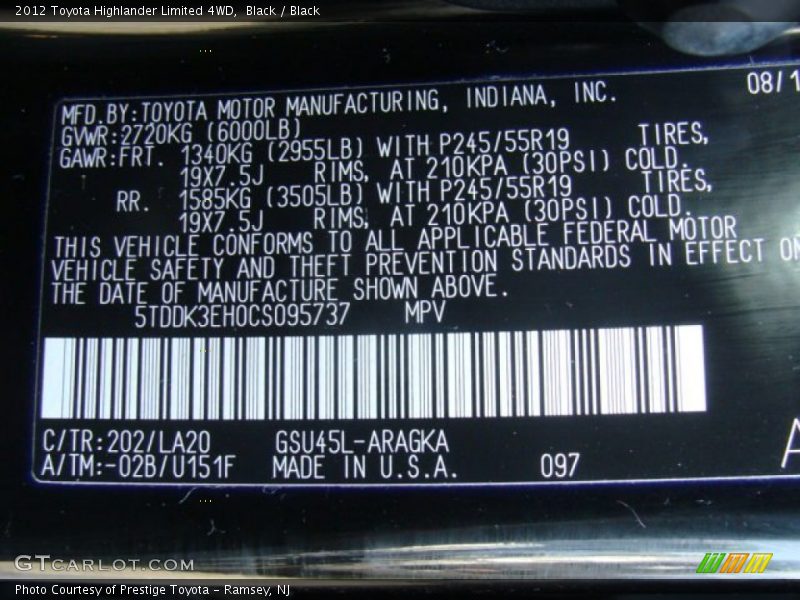 2012 Toyota Highlander Limited 4WD, Black / Black
MFD.BY:TOYOTA MOTOR MANUFACTURING, INDIANA, INC. 08/1
GVWR:2720KG (6000LB)
GAWR:FRT. 1340KG (2955LB) WITH P245/55R19 TIRES,
19X7.5J RIMS, AT 210KPA (30PSI) COLD.
RR. 1585KG (3505LB) WITH P245/55R19 TIRES,
19X7.5J RIMS, AT 210KPA (30PSI) COLD.
THIS VEHICLE CONFORMS TO ALL APPLICABLE FEDERAL MOTOR
VEHICLE SAFETY AND THEFT PREVENTION STANDARDS IN EFFECT ON
THE DATE OF MANUFACTURE SHOWN ABOVE.
5TDDK3EH0CS095737 MPV
C/TR:202/LA20 GSU45L-ARAGKA A
A/TM:-02B/U151F MADE IN U.S.A. 097
GTCARLOT.COM
Photo Courtesy of Prestige Toyota - Ramsey, NJ